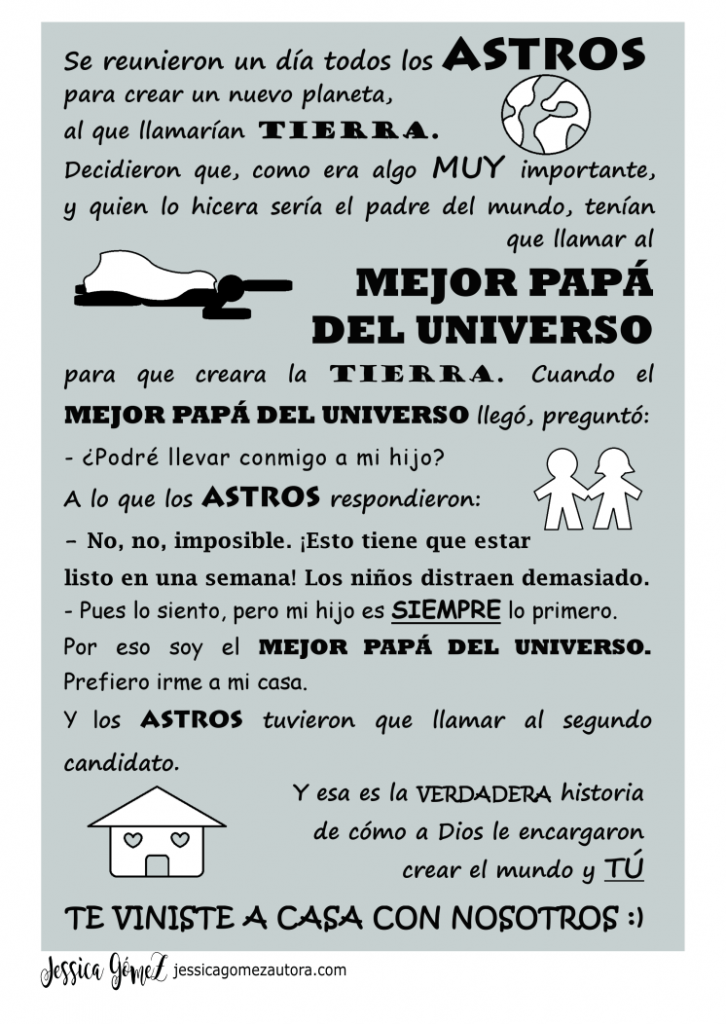 Se reunieron un día todos los ASTROS
para crear un nuevo planeta,
al que llamarían TIERRA.
Decidieron que, como era algo MUY importante,
y quien lo hicera sería el padre del mundo, tenían
que llamar al
MEJOR PAPÁ
DEL UNIVERSO
para que creara la TIERRA. Cuando el
MEJOR PAPÁ DEL UNIVERSO llegó, preguntó:
- ¿Podré llevar conmigo a mi hijo?
A lo que los ASTROS respondieron:
- No, no, imposible. ¡Esto tiene que estar
listo en una semana! Los niños distraen demasiado.
- Pues lo siento, pero mi hijo es SIEMPRE lo primero.
Por eso soy el MEJOR PAPÁ DEL UNIVERSO.
Prefiero irme a mi casa.
Y los ASTROS tuvieron que llamar al segundo
candidato.
Y esa es la VERDADERA historia
de cómo a Dios le encargaron
crear el mundo y TÚ
TE VINISTE A CASA CON NOSOTROS :)
Jessica GómeZ jessicagomezautora.com